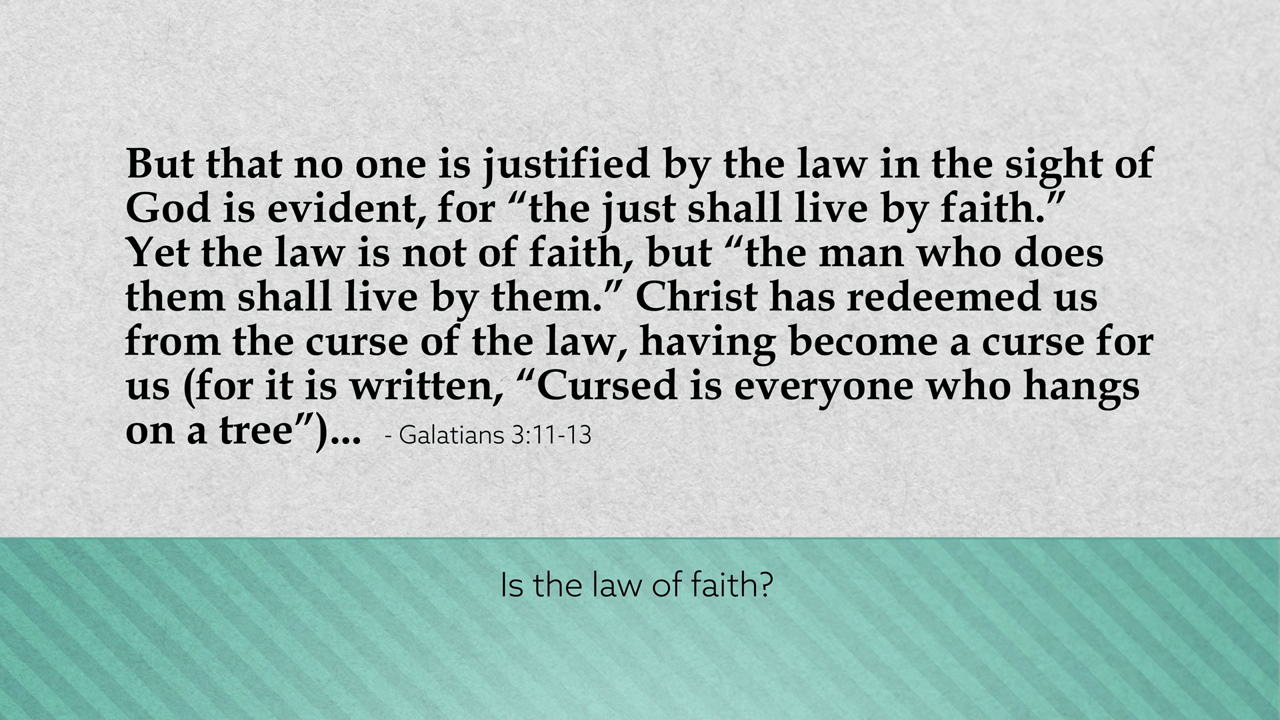 But that no one is justified by the law in the sight of
God is evident, for “the just shall live by faith.”
Yet the law is not of faith, but “the man who does
them shall live by them.” Christ has redeemed us
from the curse of the law, having become a curse for
us (for it is written, “Cursed is everyone who hangs
on a tree”)... - Galatians 3:11-13
Is the law of faith?